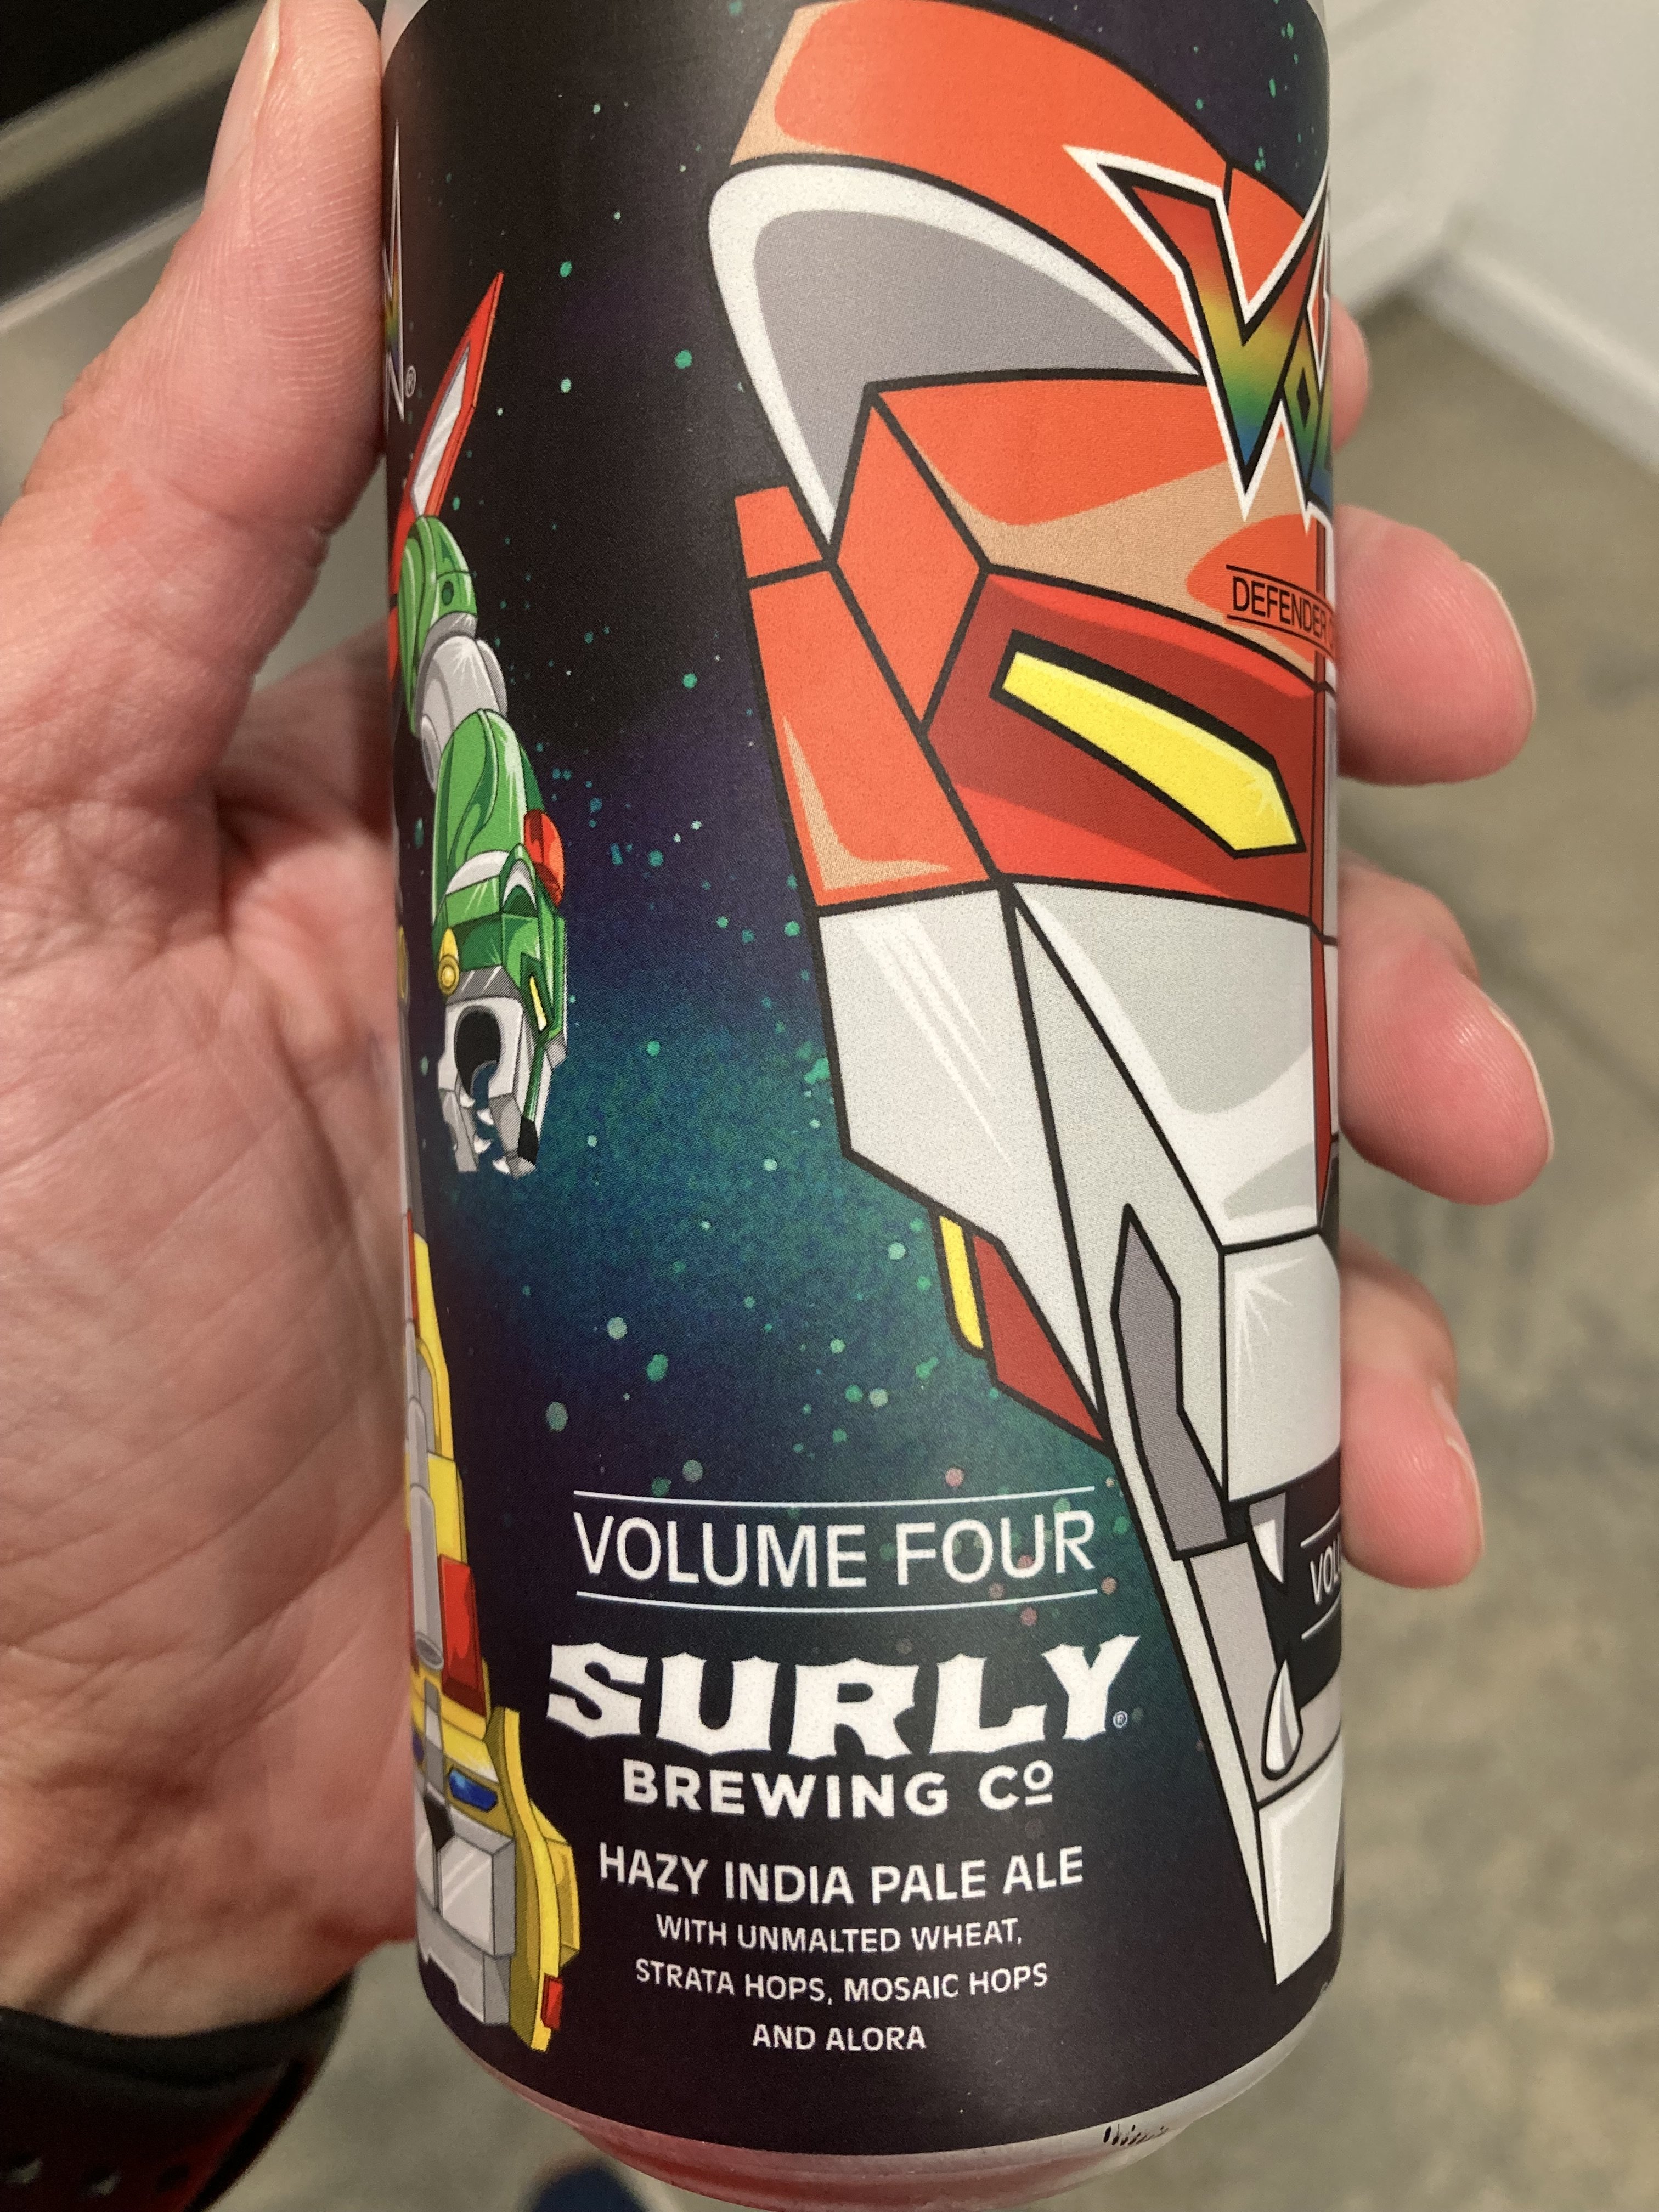 DEFENDER
VOLUME FOUR
SURLY®
BREWING Cº
HAZY INDIA PALE ALE
WITH UNMALTED WHEAT,
STRATA HOPS, MOSAIC HOPS
AND ALORA